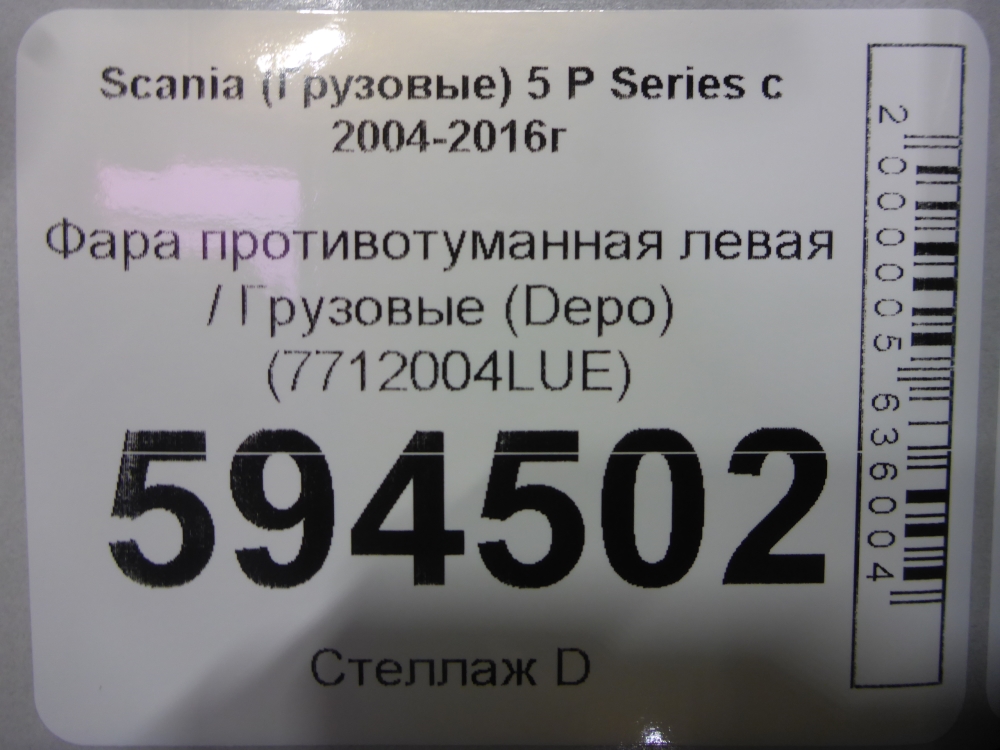 Scania (Грузовые) 5 P Series с
2004-2016г
Фара противотуманная левая
/ Грузовые (Depo)
(7712004LUE)
594502
Стеллаж D
2000005636004